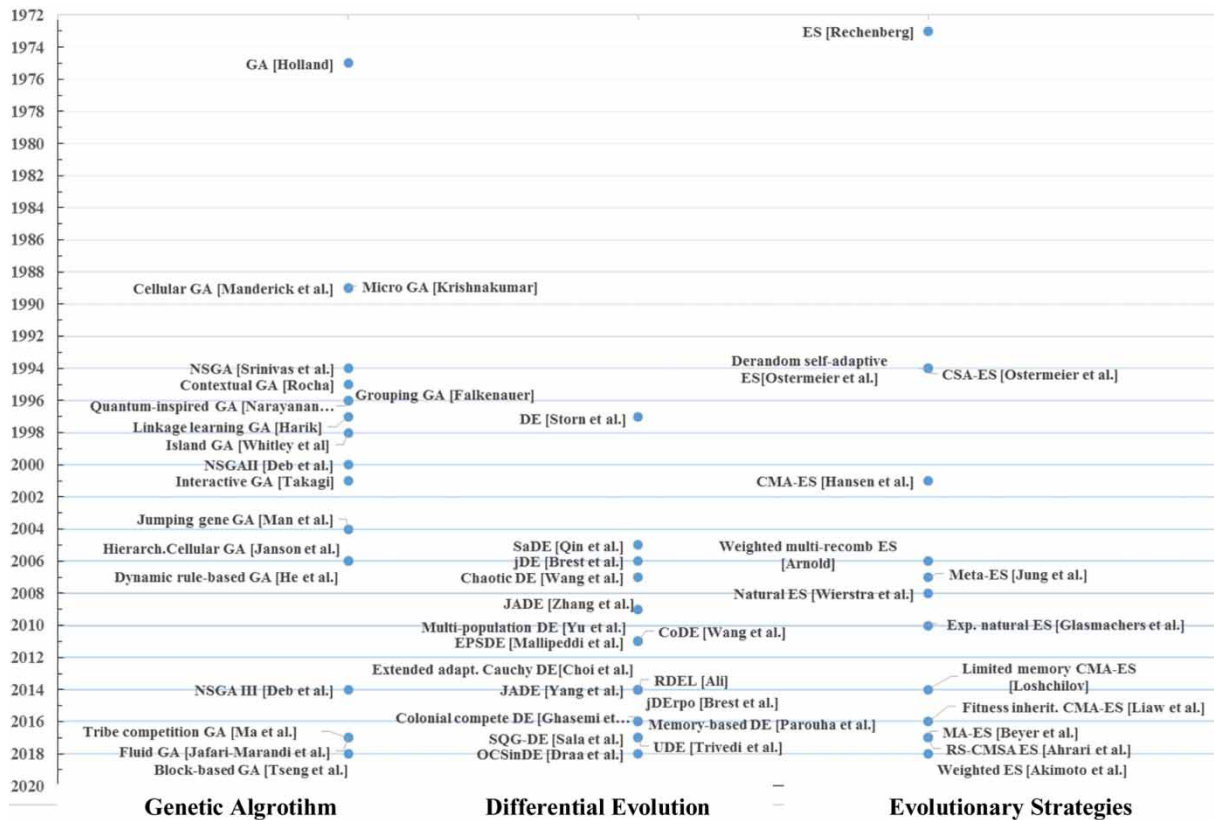 1972
1974
1976
1978
1980
1982
1984
1986
1988
1990
1992
1994
1996
1998
2000
2002
2004
2006
2008
2010
2012
2014
2016
2018
2020
GA [Holland]
Cellular GA [Manderick et al.]
Micro GA [Krishnakumar]
NSGA [Srinivas et al.]
Contextual GA [Rocha]
Grouping GA [Falkenauer]
Quantum-inspired GA [Narayanan...
Linkage learning GA [Harik]
Island GA [Whitley et al]
NSGAII [Deb et al.]
Interactive GA [Takagi]
Jumping gene GA [Man et al.]
Hierarch.Cellular GA [Janson et al.]
Dynamic rule-based GA [He et al.]
NSGA III [Deb et al.]
Tribe competition GA [Ma et al.]
Fluid GA [Jafari-Marandi et al.]
Block-based GA [Tseng et al.]
DE [Storn et al.]
SaDE [Qin et al.]
jDE [Brest et al.]
Chaotic DE [Wang et al.]
JADE [Zhang et al.]
Multi-population DE [Yu et al.]
CoDE [Wang et al.]
EPSDE [Mallipeddi et al.]
Extended adapt. Cauchy DE[Choi et al.]
JADE [Yang et al.]
RDEL [Ali]
jDErpo [Brest et al.]
Colonial compete DE [Ghasemi et...
Memory-based DE [Parouha et al.]
SQG-DE [Sala et al.]
UDE [Trivedi et al.]
OCSinDE [Draa et al.]
ES [Rechenberg]
Derandom self-adaptive
ES[Ostermeier et al.]
CSA-ES [Ostermeier et al.]
CMA-ES [Hansen et al.]
Weighted multi-recomb ES
[Arnold]
Meta-ES [Jung et al.]
Natural ES [Wierstra et al.]
Exp. natural ES [Glasmachers et al.]
Limited memory CMA-ES
[Loshchilov]
Fitness inherit. CMA-ES [Liaw et al.]
MA-ES [Beyer et al.]
RS-CMSA ES [Ahrari et al.]
Weighted ES [Akimoto et al.]
Genetic Algrotihm
Differential Evolution
Evolutionary Strategies